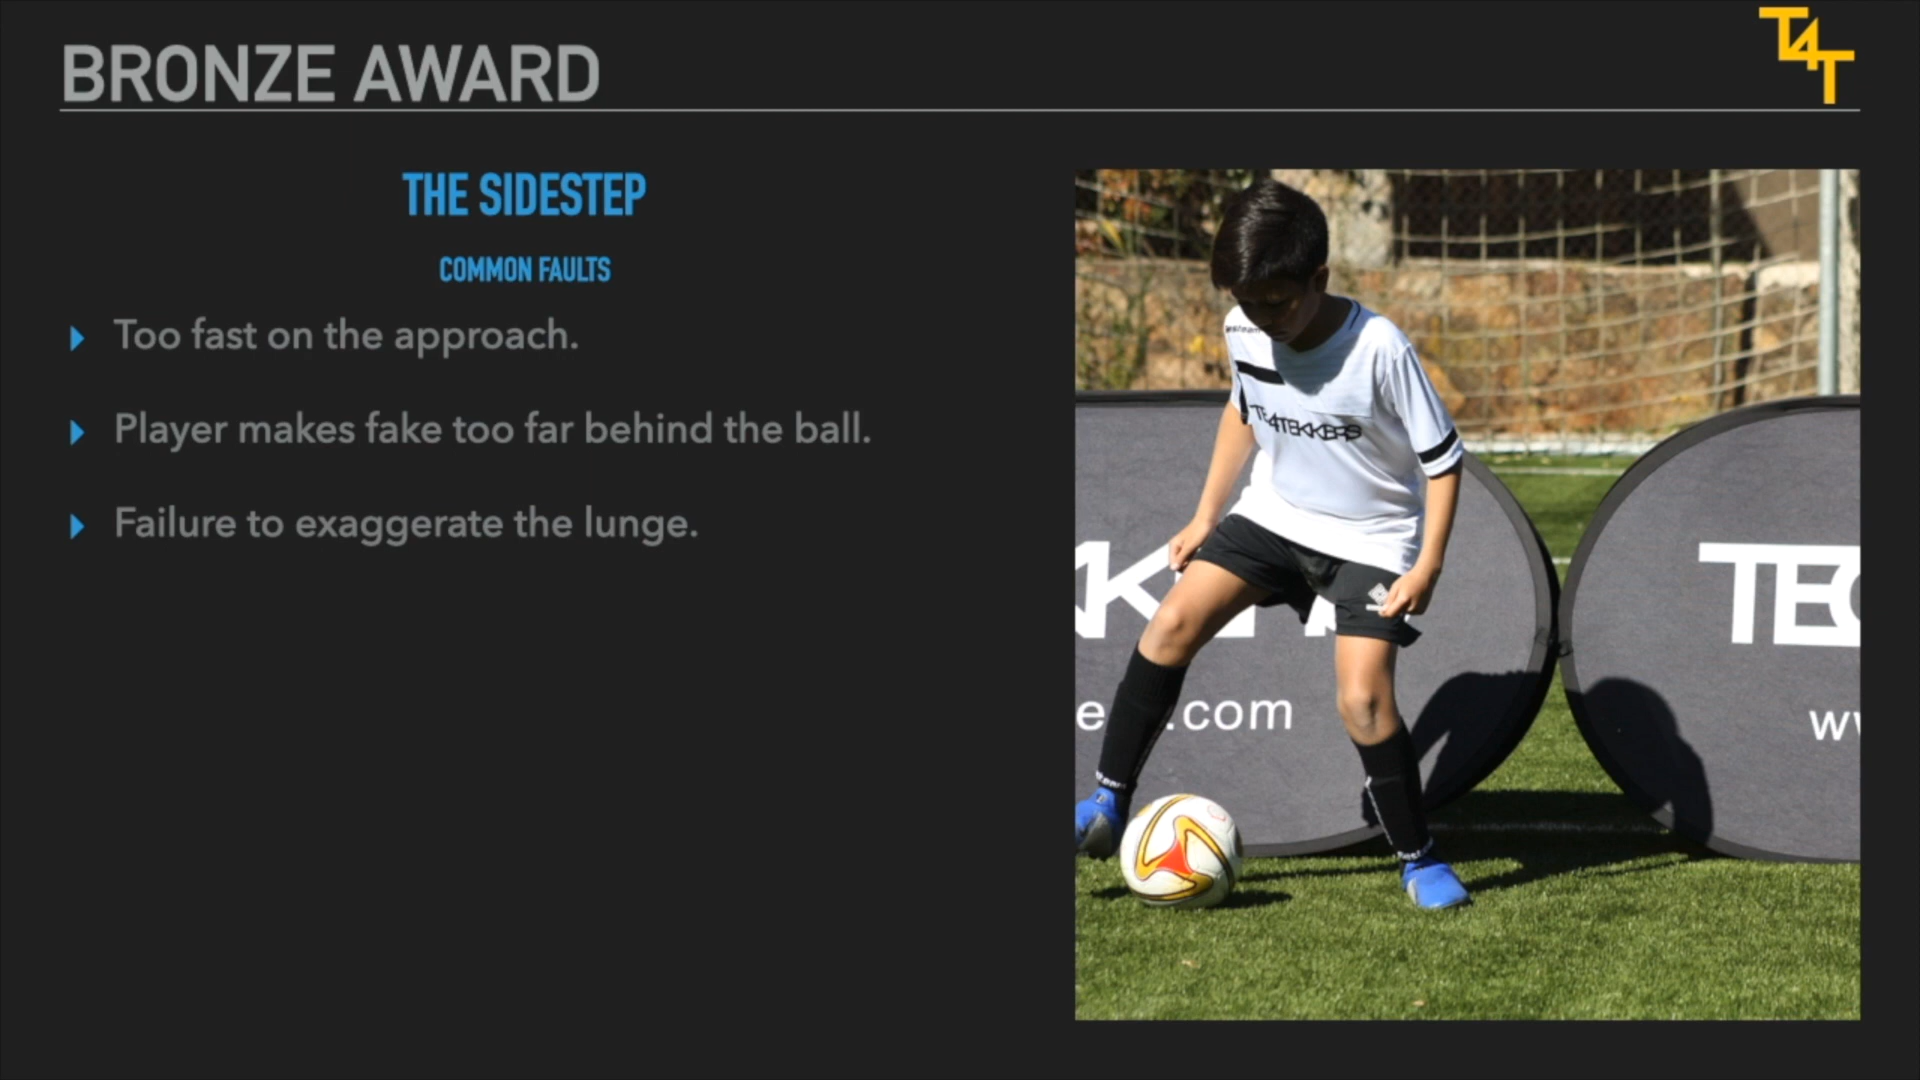 BRONZE AWARD
T4T
THE SIDESTEP
COMMON FAULTS
Too fast on the approach.
Player makes fake too far behind the ball.
Failure to exaggerate the lunge.
TE4TEKKERS
.com